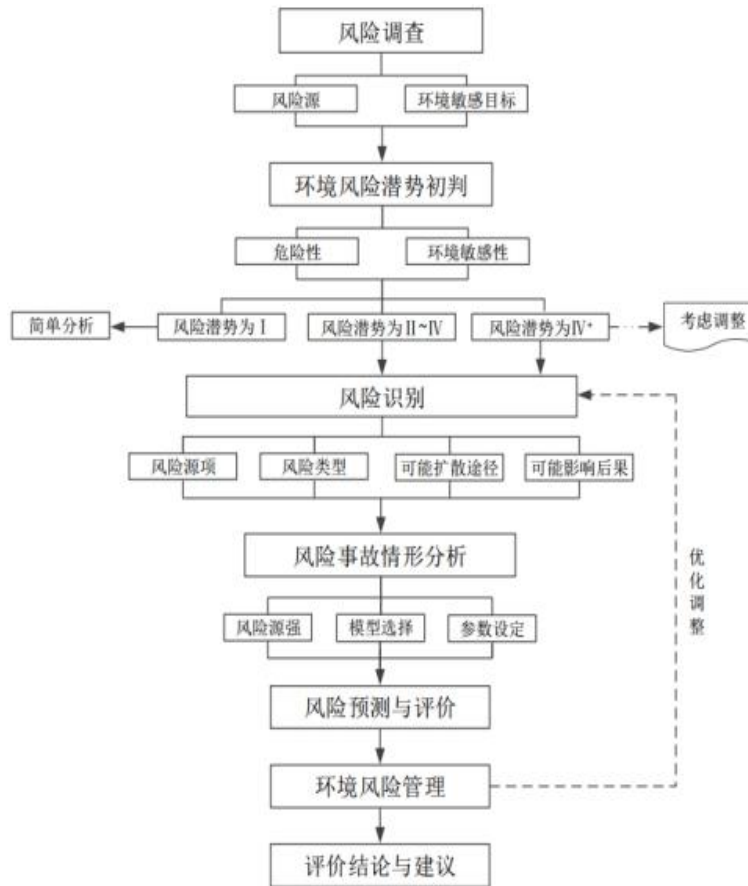 风险调查
风险源
环境敏感目标
环境风险潜势初判
危险性
环境敏感性
简单分析
风险潜势为Ⅰ
风险潜势为Ⅱ~Ⅳ
风险潜势为Ⅳ⁺
考虑调整
风险识别
风险源项
风险类型
可能扩散途径
可能影响后果
风险事故情形分析
优化调整
风险源强
模型选择
参数设定
风险预测与评价
环境风险管理
评价结论与建议